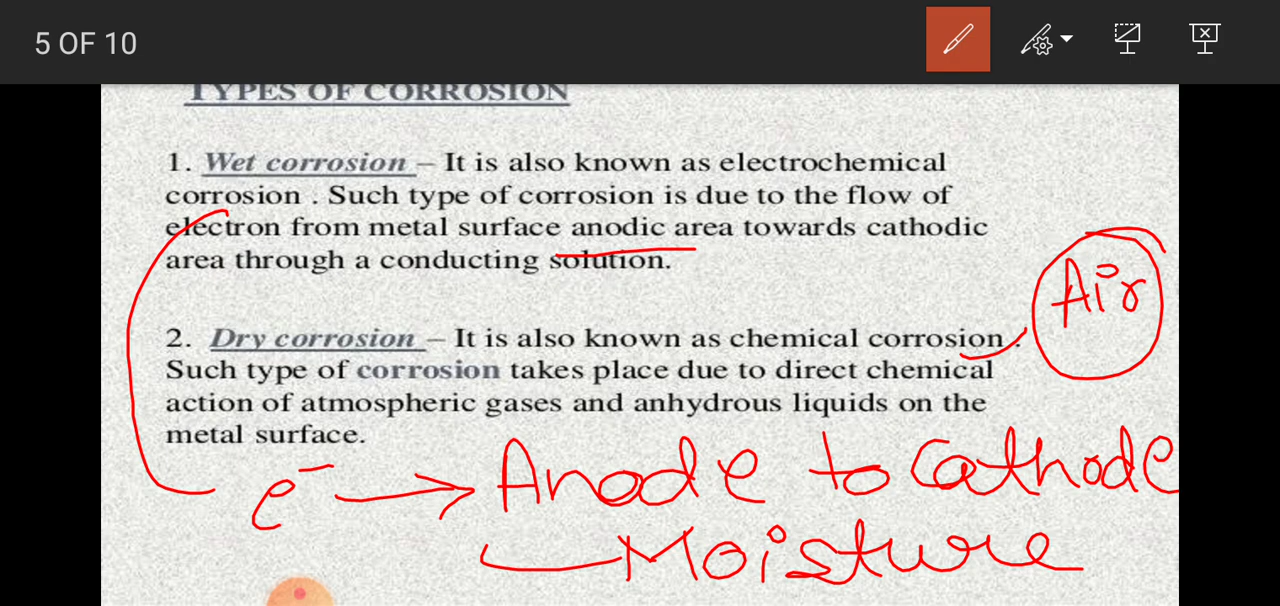 5 OF 10
TYPES OF CORROSION
1. Wet corrosion – It is also known as electrochemical
corrosion . Such type of corrosion is due to the flow of
electron from metal surface anodic area towards cathodic
area through a conducting solution.
Air
2. Dry corrosion – It is also known as chemical corrosion .
Such type of corrosion takes place due to direct chemical
action of atmospheric gases and anhydrous liquids on the
metal surface.
e⁻ → Anode to Cathode
Moisture